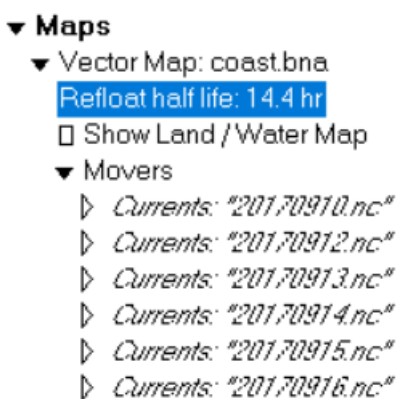 Maps
Vector Map: coast.bna
Refloat half life: 14.4 hr
Show Land / Water Map
Movers
Currents: "20170910.nc"
Currents: "20170912.nc"
Currents: "20170913.nc"
Currents: "20170914.nc"
Currents: "20170915.nc"
Currents: "20170916.nc"